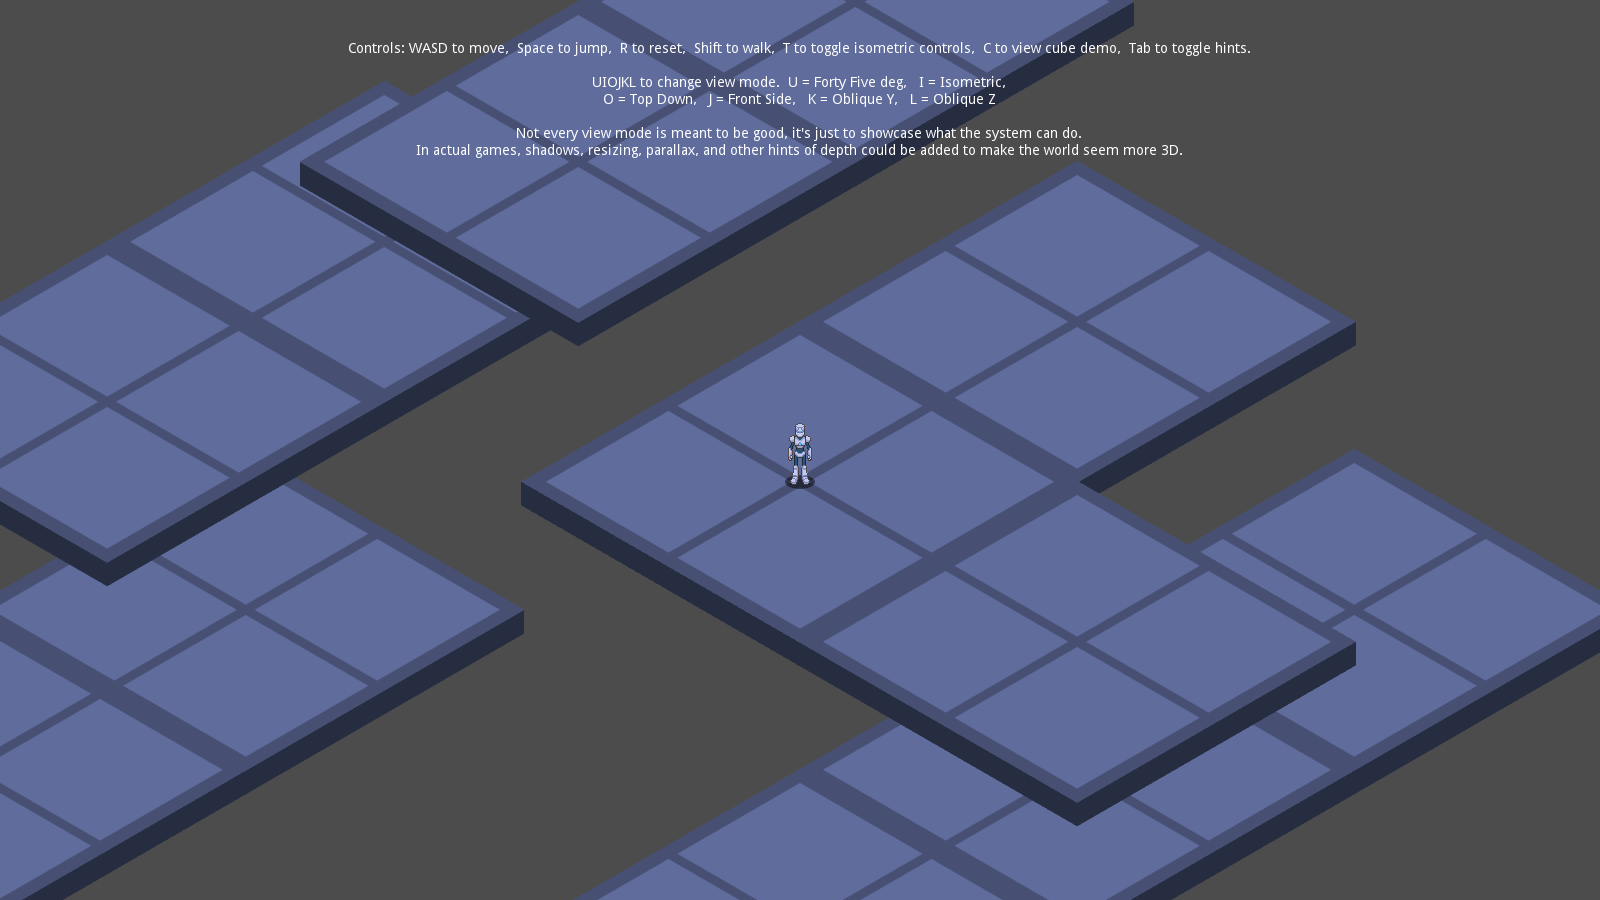 Controls: WASD to move,  Space to jump,  R to reset,  Shift to walk,  T to toggle isometric controls,  C to view cube demo,  Tab to toggle hints.
UIOJKL to change view mode.  U = Forty Five deg,   I = Isometric,
O = Top Down,   J = Front Side,   K = Oblique Y,   L = Oblique Z
Not every view mode is meant to be good, it's just to showcase what the system can do.
In actual games, shadows, resizing, parallax, and other hints of depth could be added to make the world seem more 3D.